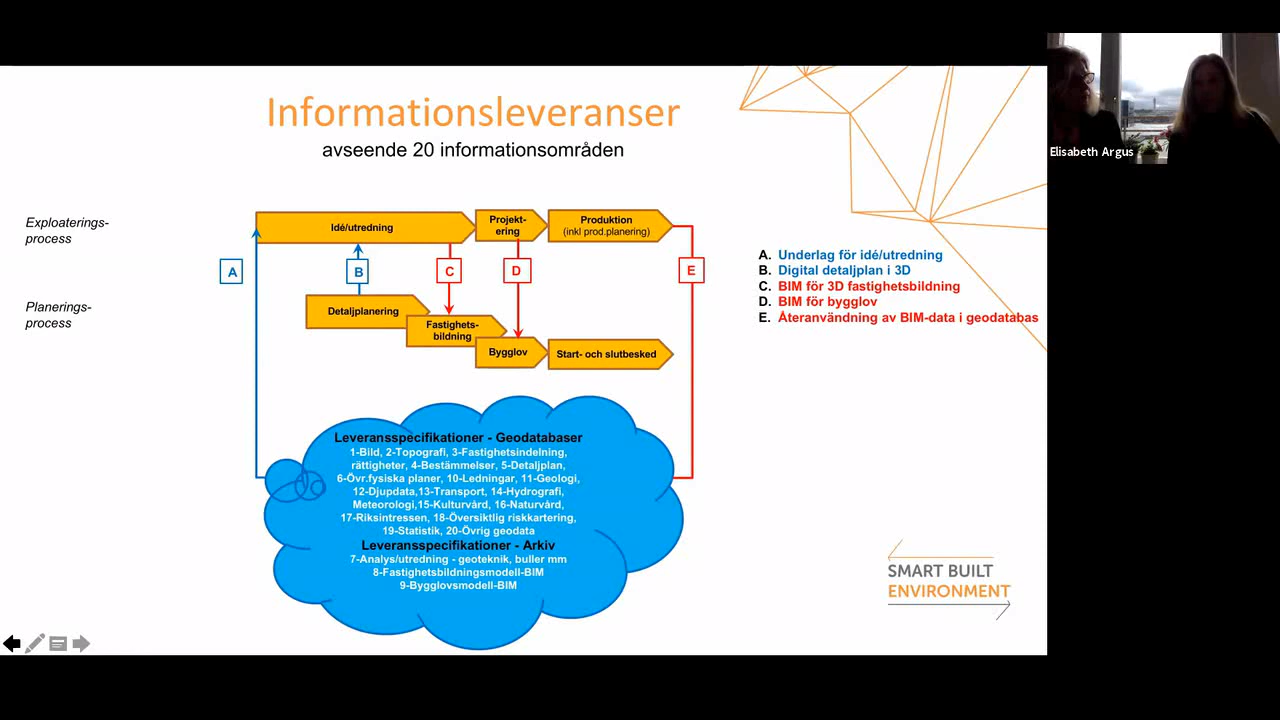 Informationsleveranser
avseende 20 informationsområden
Elisabeth Argus
Exploaterings-
process
Idé/utredning
Projekt-
ering
Produktion
(inkl prod.planering)
A
B
C
D
E
Planerings-
process
Detaljplanering
Fastighets-
bildning
Bygglov
Start- och slutbesked
A. Underlag för idé/utredning
B. Digital detaljplan i 3D
C. BIM för 3D fastighetsbildning
D. BIM för bygglov
E. Återanvändning av BIM-data i geodatabas
Leveransspecifikationer - Geodatabaser
1-Bild, 2-Topografi, 3-Fastighetsindelning,
rättigheter, 4-Bestämmelser, 5-Detaljplan,
6-Övr.fysiska planer, 10-Ledningar, 11-Geologi,
12-Djupdata,13-Transport, 14-Hydrografi,
Meteorologi,15-Kulturvård, 16-Naturvård,
17-Riksintressen, 18-Översiktlig riskkartering,
19-Statistik, 20-Övrig geodata
Leveransspecifikationer - Arkiv
7-Analys/utredning - geoteknik, buller mm
8-Fastighetsbildningsmodell-BIM
9-Bygglovsmodell-BIM
SMART BUILT
ENVIRONMENT